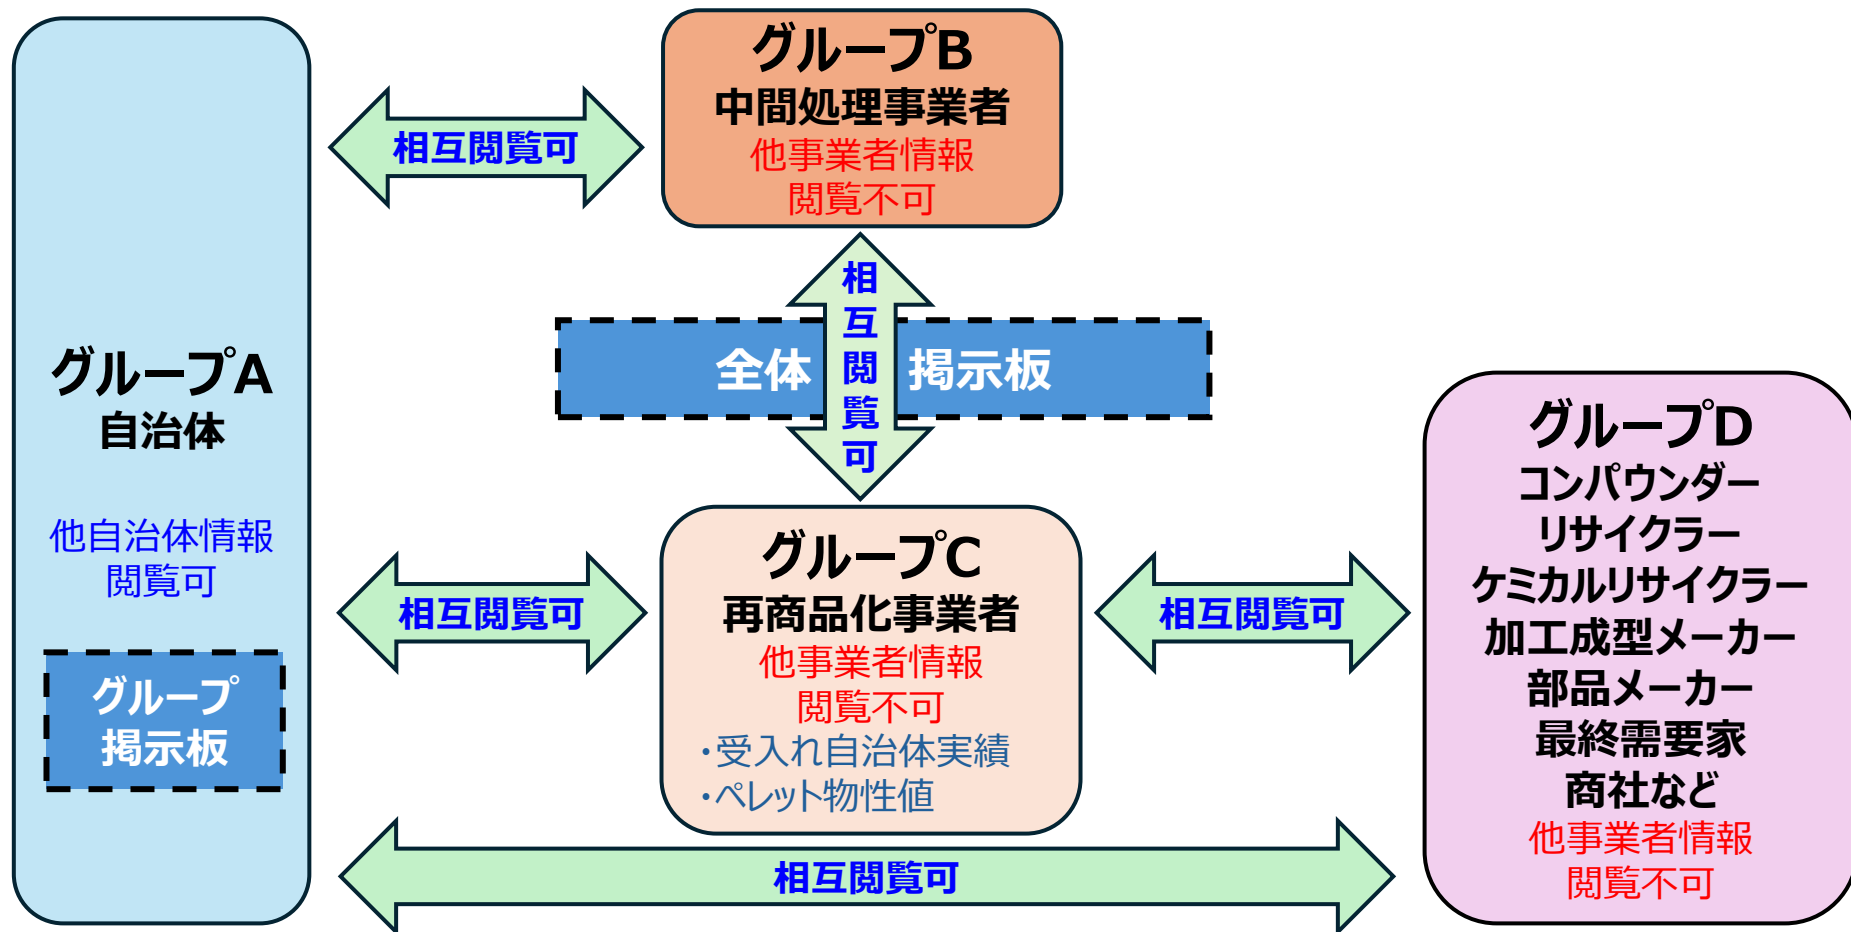 グループA
自治体
他自治体情報
閲覧可
グループ
掲示板
相互閲覧可
グループB
中間処理事業者
他事業者情報
閲覧不可
相互閲覧可
全体
掲示板
相互閲覧可
グループC
再商品化事業者
他事業者情報
閲覧不可
・受入れ自治体実績
・ペレット物性値
相互閲覧可
グループD
コンパウンダー
リサイクラー
ケミカルリサイクラー
加工成型メーカー
部品メーカー
最終需要家
商社など
他事業者情報
閲覧不可
相互閲覧可